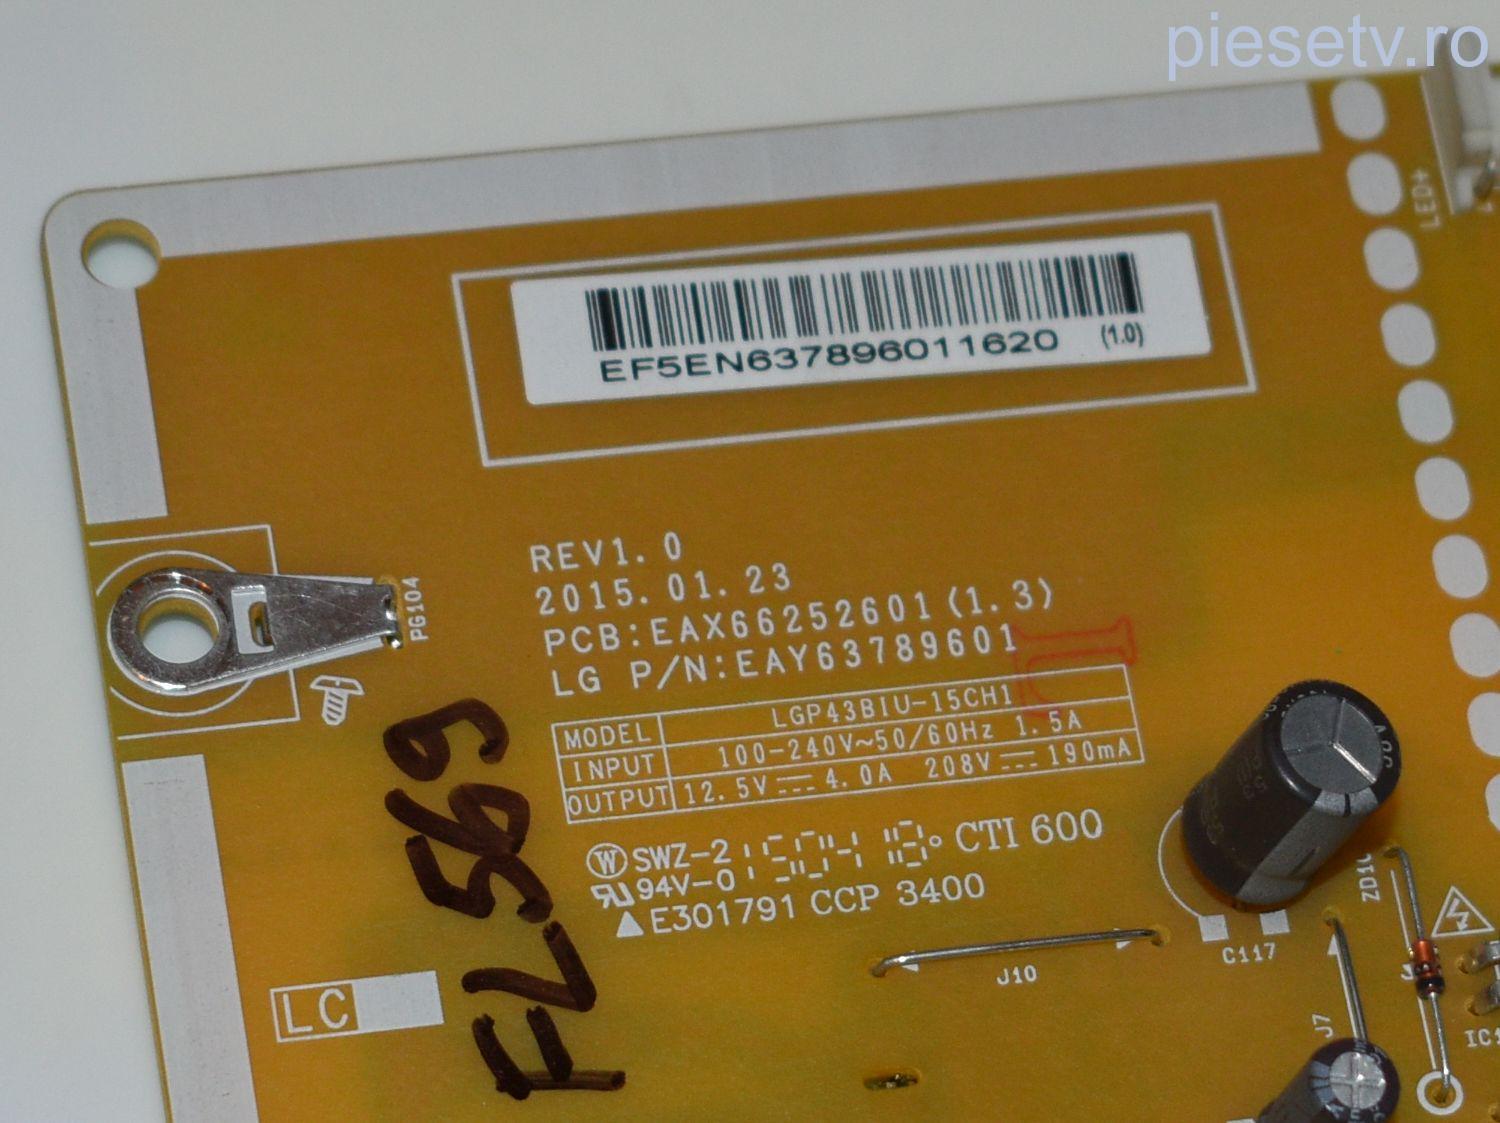 piesetv.ro
LED+
EF5EN637896011620 (1.0)
REV1.0
2015.01.23
PCB:EAX66252601(1.3)
LG P/N:EAY63789601
MODEL LGP43BIU-15CH1
INPUT 100-240V~50/60Hz 1.5A
OUTPUT 12.5V⎓4.0A 208V⎓190mA
PG104
SWZ-2
94V-0
CTI 600
E301791 CCP 3400
FL569
LC
J10
C117
J7